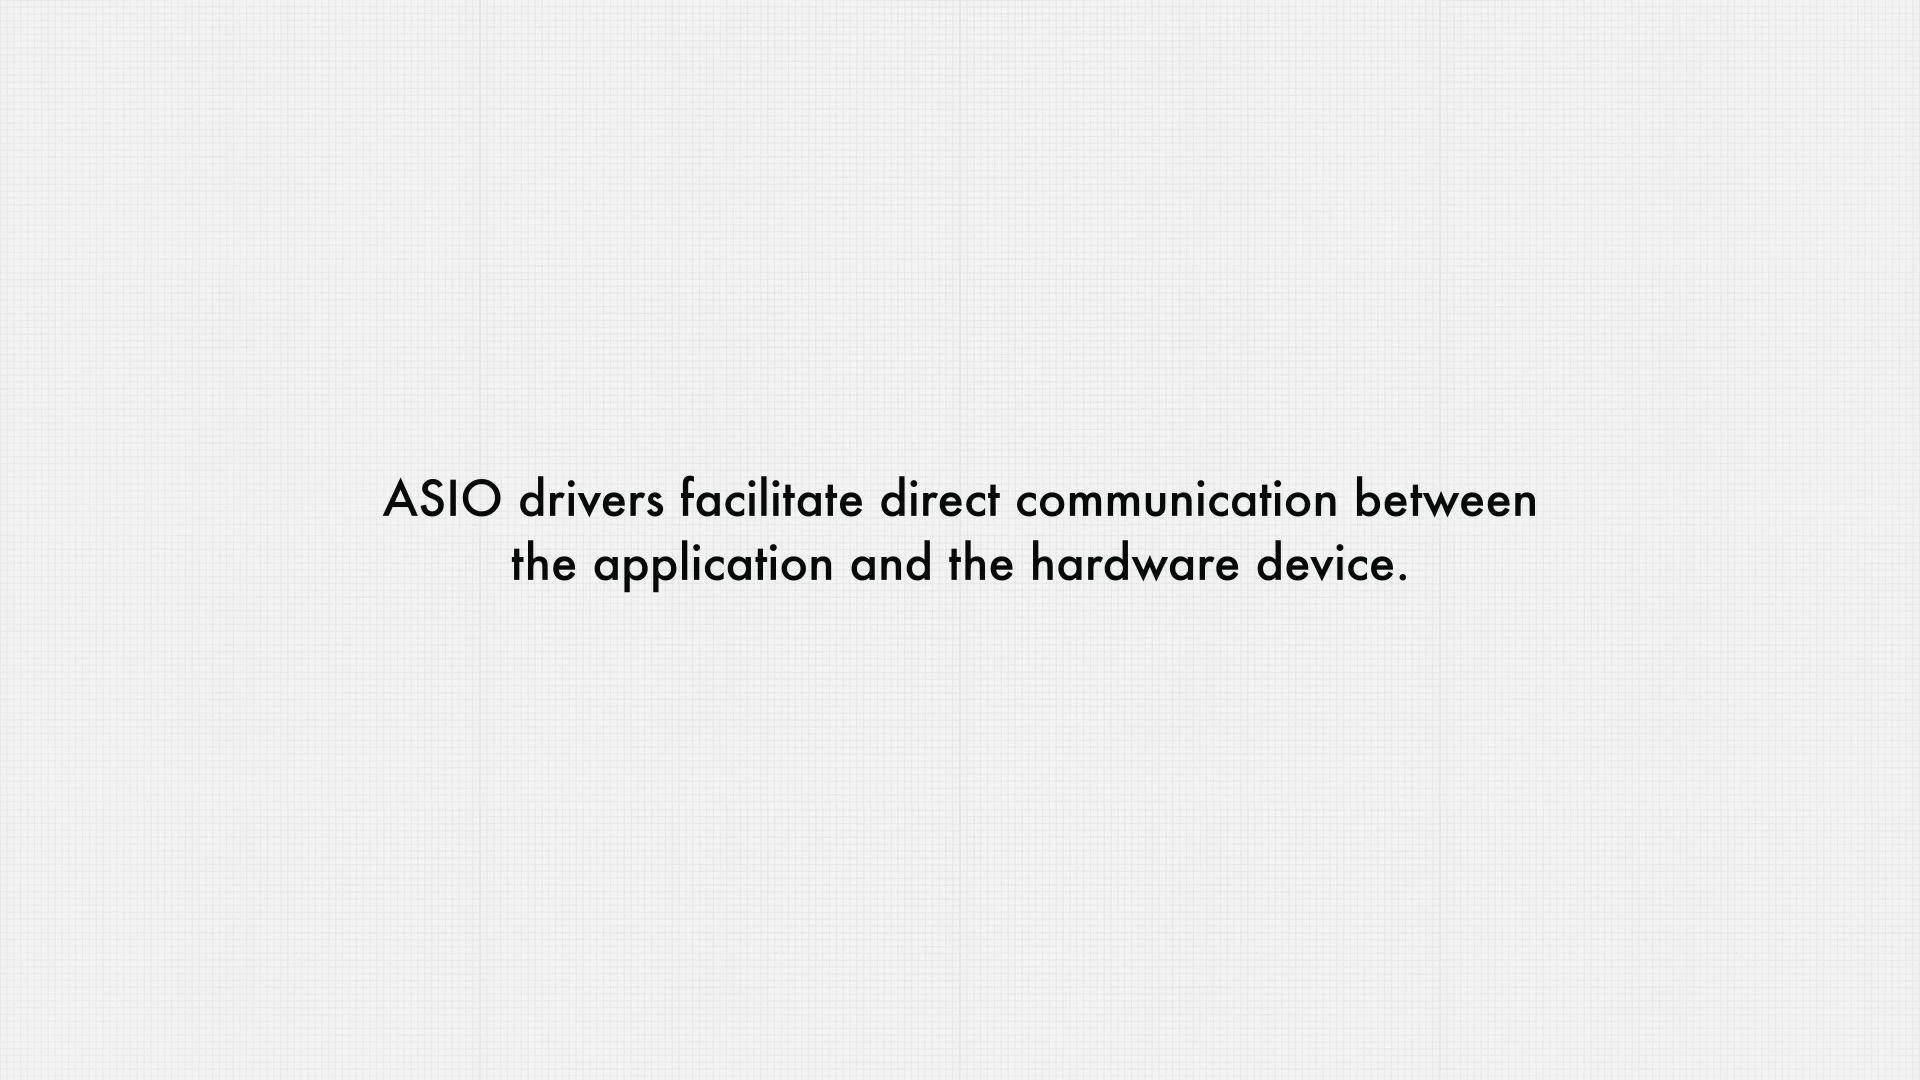 ASIO drivers facilitate direct communication between
the application and the hardware device.